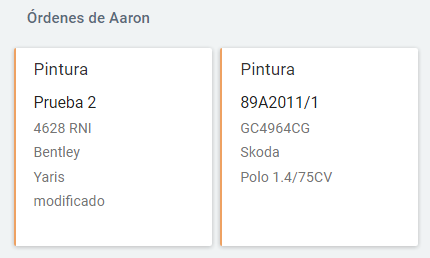 Órdenes de Aaron
Pintura
Prueba 2
4628 RNI
Bentley
Yaris
modificado
Pintura
89A2011/1
GC4964CG
Skoda
Polo 1.4/75CV